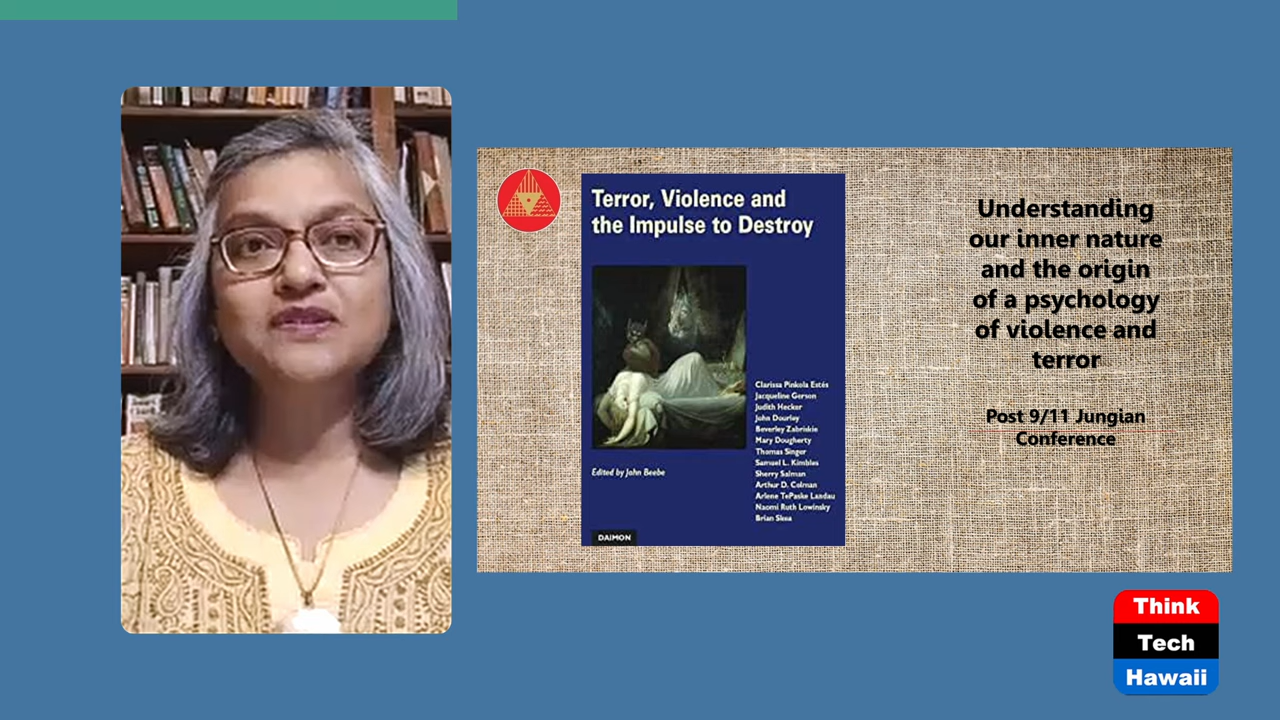 Terror, Violence and
the Impulse to Destroy
Clarissa Pinkola Estés
Jacqueline Gerson
Judith Hecker
John Dourley
Beverley Zabriskie
Mary Dougherty
Thomas Singer
Samuel L. Kimbles
Sherry Salman
Arthur D. Colman
Arlene TePaske Landau
Naomi Ruth Lowinsky
Brian Skea
Edited by John Beebe
DAIMON
Understanding
our inner nature
and the origin
of a psychology
of violence and
terror
Post 9/11 Jungian
Conference
Think
Tech
Hawaii